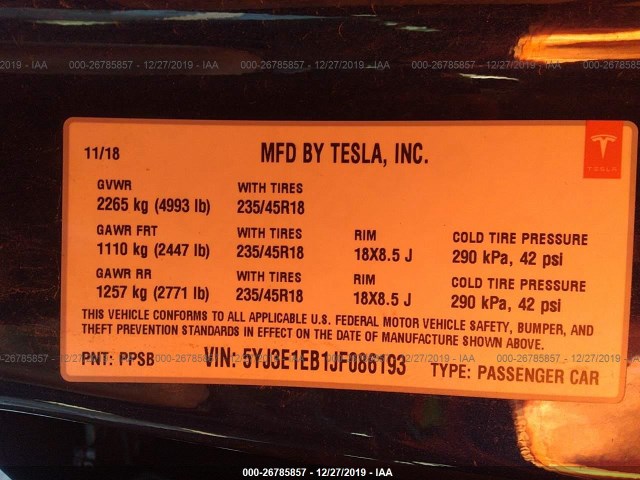 000-26785857 - 12/27/2019 - IAA
11/18
MFD BY TESLA, INC.
TESLA
GVWR WITH TIRES
2265 kg (4993 lb) 235/45R18
GAWR FRT WITH TIRES RIM COLD TIRE PRESSURE
1110 kg (2447 lb) 235/45R18 18X8.5 J 290 kPa, 42 psi
GAWR RR WITH TIRES RIM COLD TIRE PRESSURE
1257 kg (2771 lb) 235/45R18 18X8.5 J 290 kPa, 42 psi
THIS VEHICLE CONFORMS TO ALL APPLICABLE U.S. FEDERAL MOTOR VEHICLE SAFETY, BUMPER, AND
THEFT PREVENTION STANDARDS IN EFFECT ON THE DATE OF MANUFACTURE SHOWN ABOVE.
PNT: PPSB VIN: 5YJ3E1EB1JF086193 TYPE: PASSENGER CAR
000-26785857 - 12/27/2019 - IAA